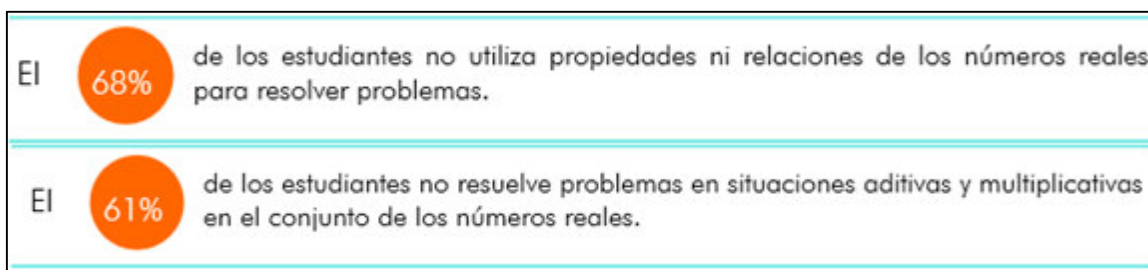 El 68% de los estudiantes no utiliza propiedades ni relaciones de los números reales
para resolver problemas.
El 61% de los estudiantes no resuelve problemas en situaciones aditivas y multiplicativas
en el conjunto de los números reales.